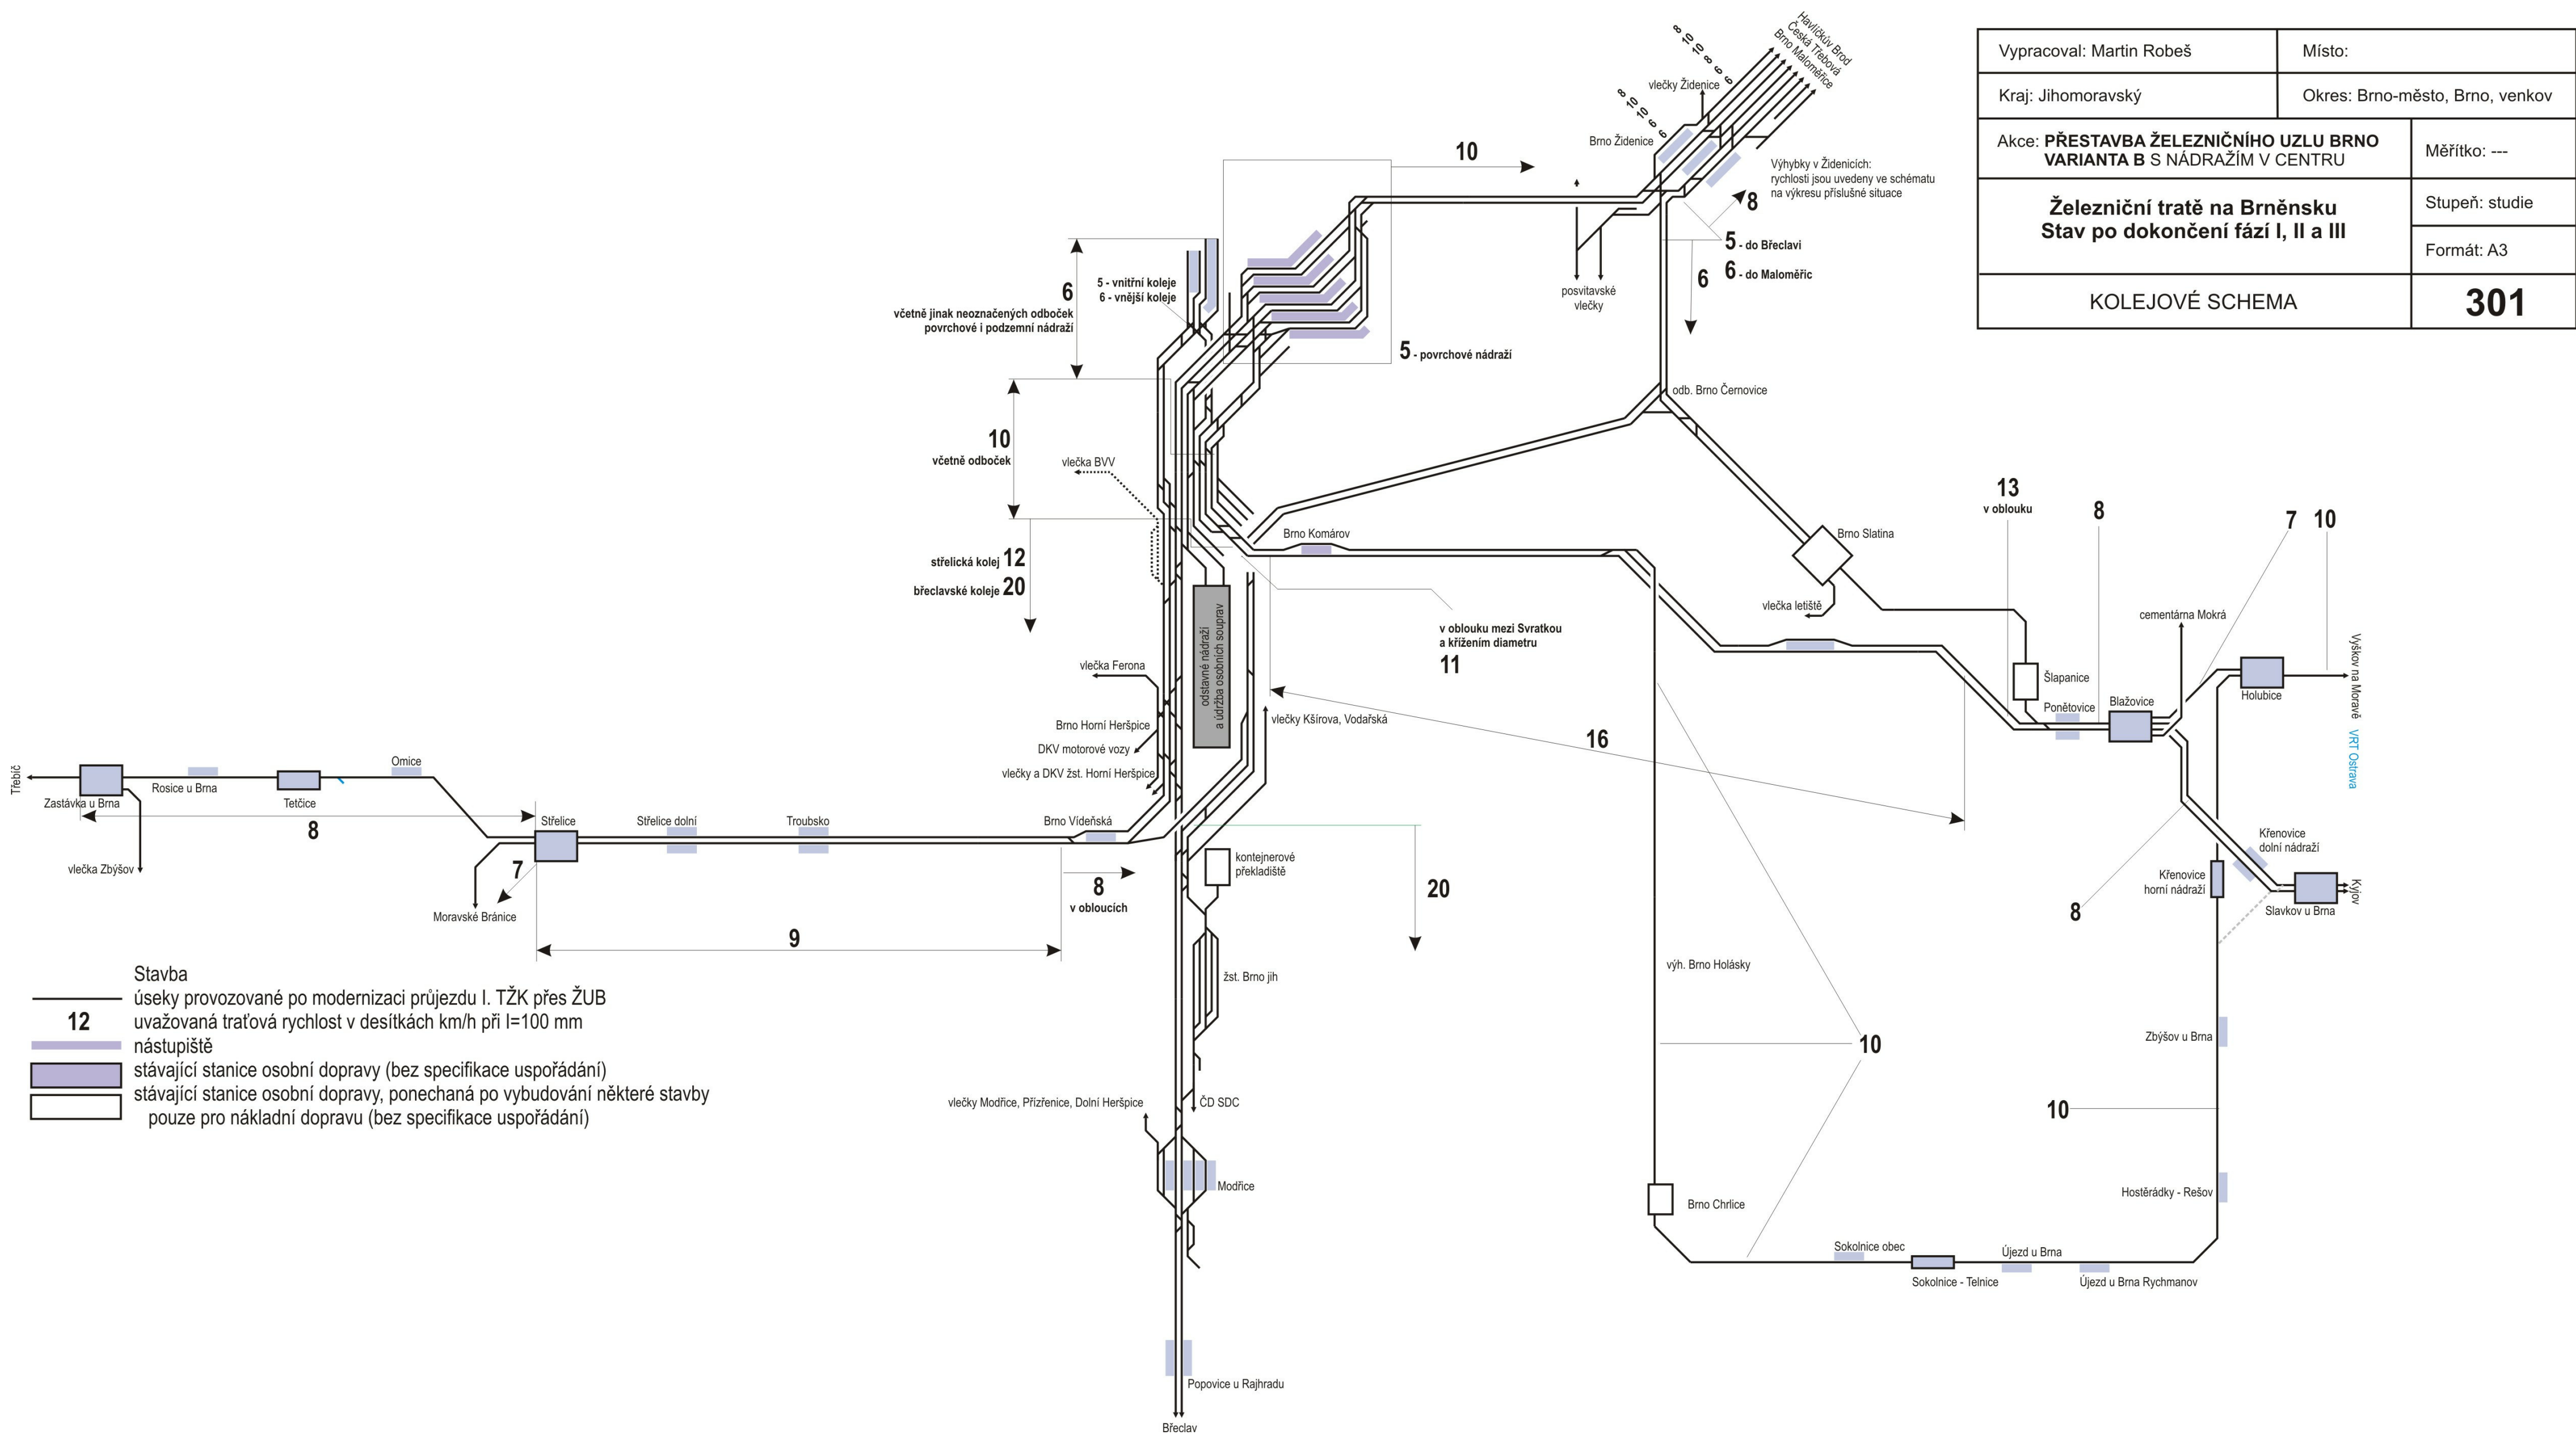 Vypracoval: Martin Robeš
Místo:
Kraj: Jihomoravský
Okres: Brno-město, Brno, venkov
Akce: PŘESTAVBA ŽELEZNIČNÍHO UZLU BRNO
VARIANTA B S NÁDRAŽÍM V CENTRU
Měřítko: ---
Železniční tratě na Brněnsku
Stav po dokončení fází I, II a III
Stupeň: studie
Formát: A3
KOLEJOVÉ SCHEMA
301
Havlíčkův Brod
Česká Třebová
Brno Maloměřice
8
10
10
8
6
6
vlečky Židenice
8
10
10
6
6
Brno Židenice
10
Výhybky v Židenicích:
rychlosti jsou uvedeny ve schématu
na výkresu příslušné situace
8
5 - do Břeclavi
6 - do Maloměřic
6
posvitavské
vlečky
5 - vnitřní koleje
6 - vnější koleje
6
včetně jinak neoznačených odboček
povrchové i podzemní nádraží
5 - povrchové nádraží
odb. Brno Černovice
10
včetně odboček
vlečka BVV
střelická kolej 12
břeclavské koleje 20
Brno Komárov
Brno Slatina
13
v oblouku
8
7
10
vlečka letiště
cementárna Mokrá
v oblouku mezi Svratkou
a křížením diametru
11
odstavné nádraží
a údržba osobních souprav
vlečka Ferona
Brno Horní Heršpice
DKV motorové vozy
vlečky a DKV žst. Horní Heršpice
vlečky Kšírova, Vodařská
16
Šlapanice
Ponětovice
Blažovice
Holubice
Vyškov na Moravě
VRT Ostrava
Třebíč
Zastávka u Brna
Rosice u Brna
Tetčice
Omice
8
vlečka Zbýšov
Střelice
Střelice dolní
Troubsko
Brno Vídeňská
7
Moravské Bránice
8
v obloucích
9
kontejnerové
překladiště
20
Křenovice
dolní nádraží
Křenovice
horní nádraží
Slavkov u Brna
Kyjov
8
žst. Brno jih
výh. Brno Holásky
10
Zbýšov u Brna
10
Stavba
úseky provozované po modernizaci průjezdu I. TŽK přes ŽUB
12 uvažovaná traťová rychlost v desítkách km/h při I=100 mm
nástupiště
stávající stanice osobní dopravy (bez specifikace uspořádání)
stávající stanice osobní dopravy, ponechaná po vybudování některé stavby
pouze pro nákladní dopravu (bez specifikace uspořádání)
vlečky Modřice, Přízřenice, Dolní Heršpice
ČD SDC
Modřice
Brno Chrlice
Hostěrádky - Rešov
Sokolnice obec
Sokolnice - Telnice
Újezd u Brna
Újezd u Brna Rychmanov
Popovice u Rajhradu
Břeclav